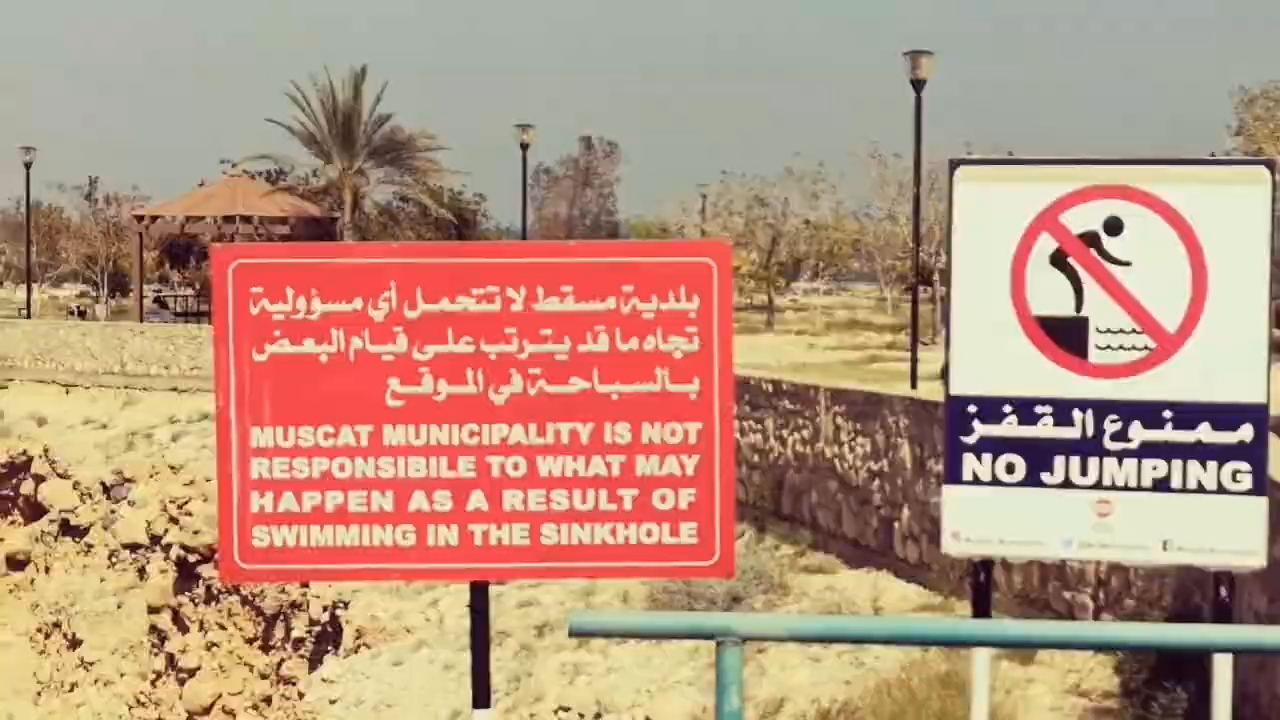 بلدية مسقط لا تتحمل أي مسؤولية
تجاه ما قد يترتب على قيام البعض
بالسباحة في الموقع
MUSCAT MUNICIPALITY IS NOT
RESPONSIBILE TO WHAT MAY
HAPPEN AS A RESULT OF
SWIMMING IN THE SINKHOLE
ممنوع القفز
NO JUMPING